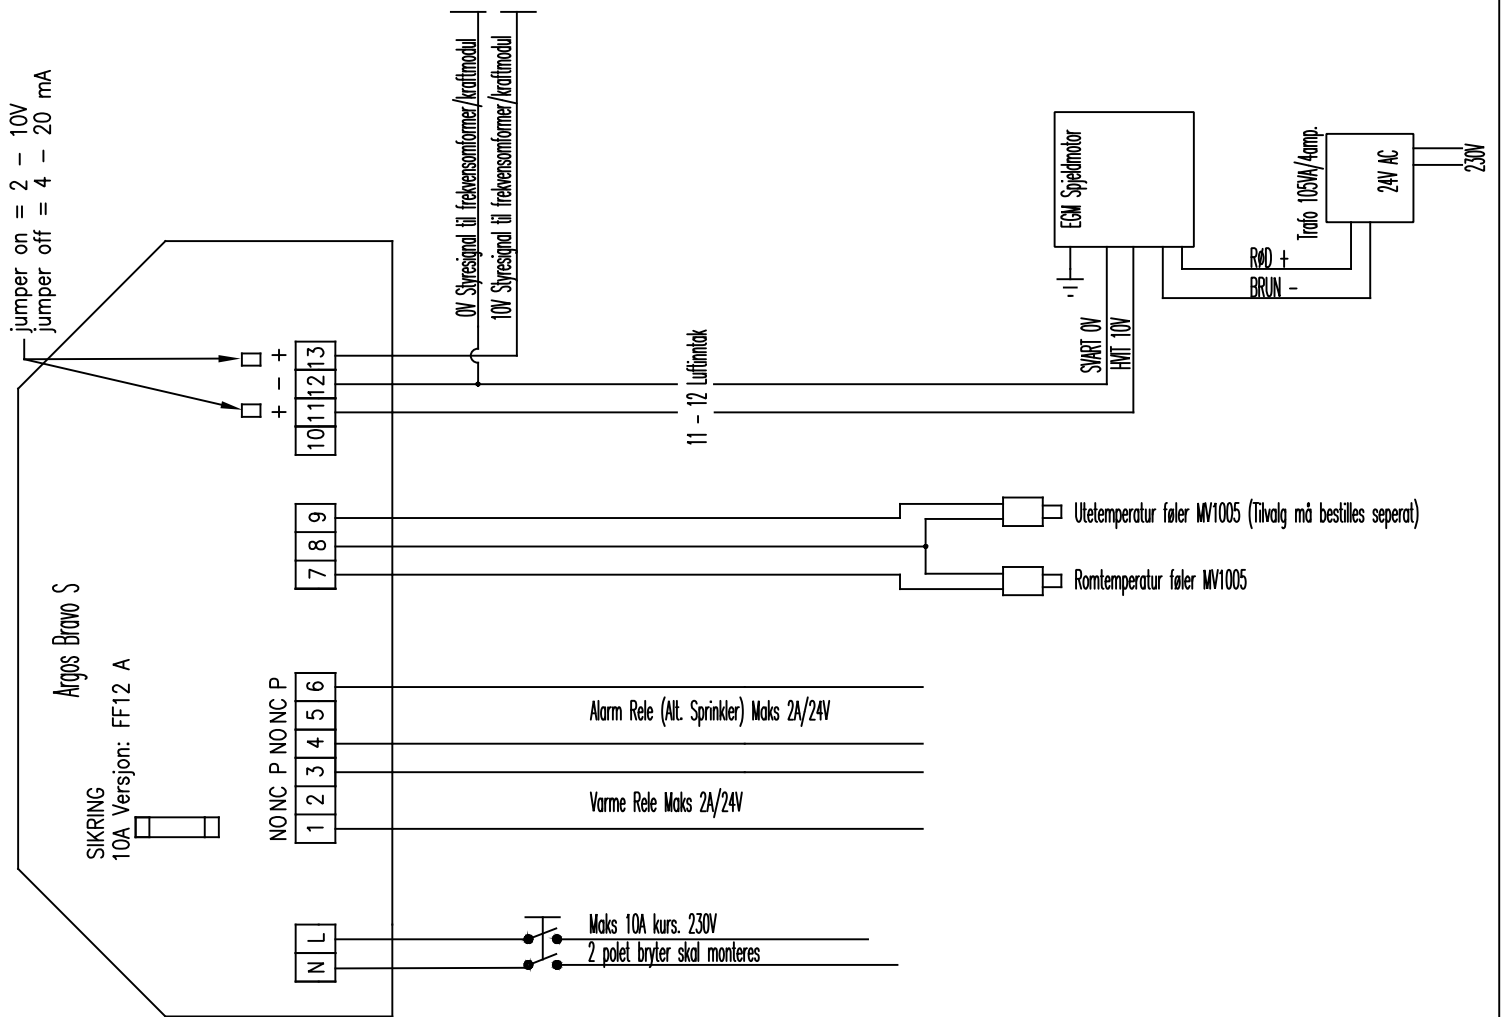 jumper on = 2 - 10V
jumper off = 4 - 20 mA
0V Styresignal til frekvensomformer/kraftmodul
10V Styresignal til frekvensomformer/kraftmodul
EGM Spjeldmotor
Trafo 105VA/4amp.
24V AC
230V
RØD +
BRUN -
SVART 0V
HVIT 10V
11 - 12 Luftinntak
+ 13
- 12
+ 11
10
9
8
7
Utetemperatur føler MV1005 (Tilvalg må bestilles seperat)
Romtemperatur føler MV1005
Argos Bravo S
SIKRING
10A Versjon: FF12 A
P 6
NC 5
NO 4
P 3
NC 2
NO 1
Alarm Rele (Alt. Sprinkler) Maks 2A/24V
Varme Rele Maks 2A/24V
L
N
Maks 10A kurs. 230V
2 polet bryter skal monteres